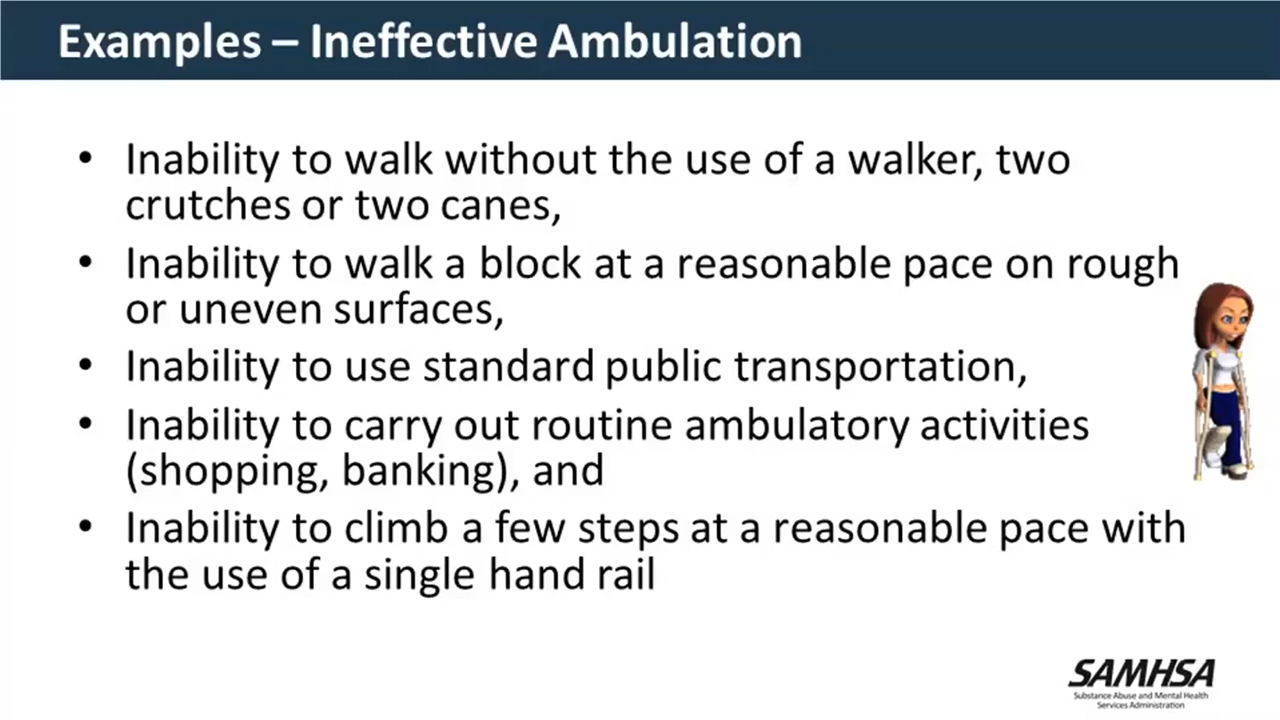 Examples – Ineffective Ambulation
• Inability to walk without the use of a walker, two
crutches or two canes,
• Inability to walk a block at a reasonable pace on rough
or uneven surfaces,
• Inability to use standard public transportation,
• Inability to carry out routine ambulatory activities
(shopping, banking), and
• Inability to climb a few steps at a reasonable pace with
the use of a single hand rail
SAMHSA
Substance Abuse and Mental Health
Services Administration